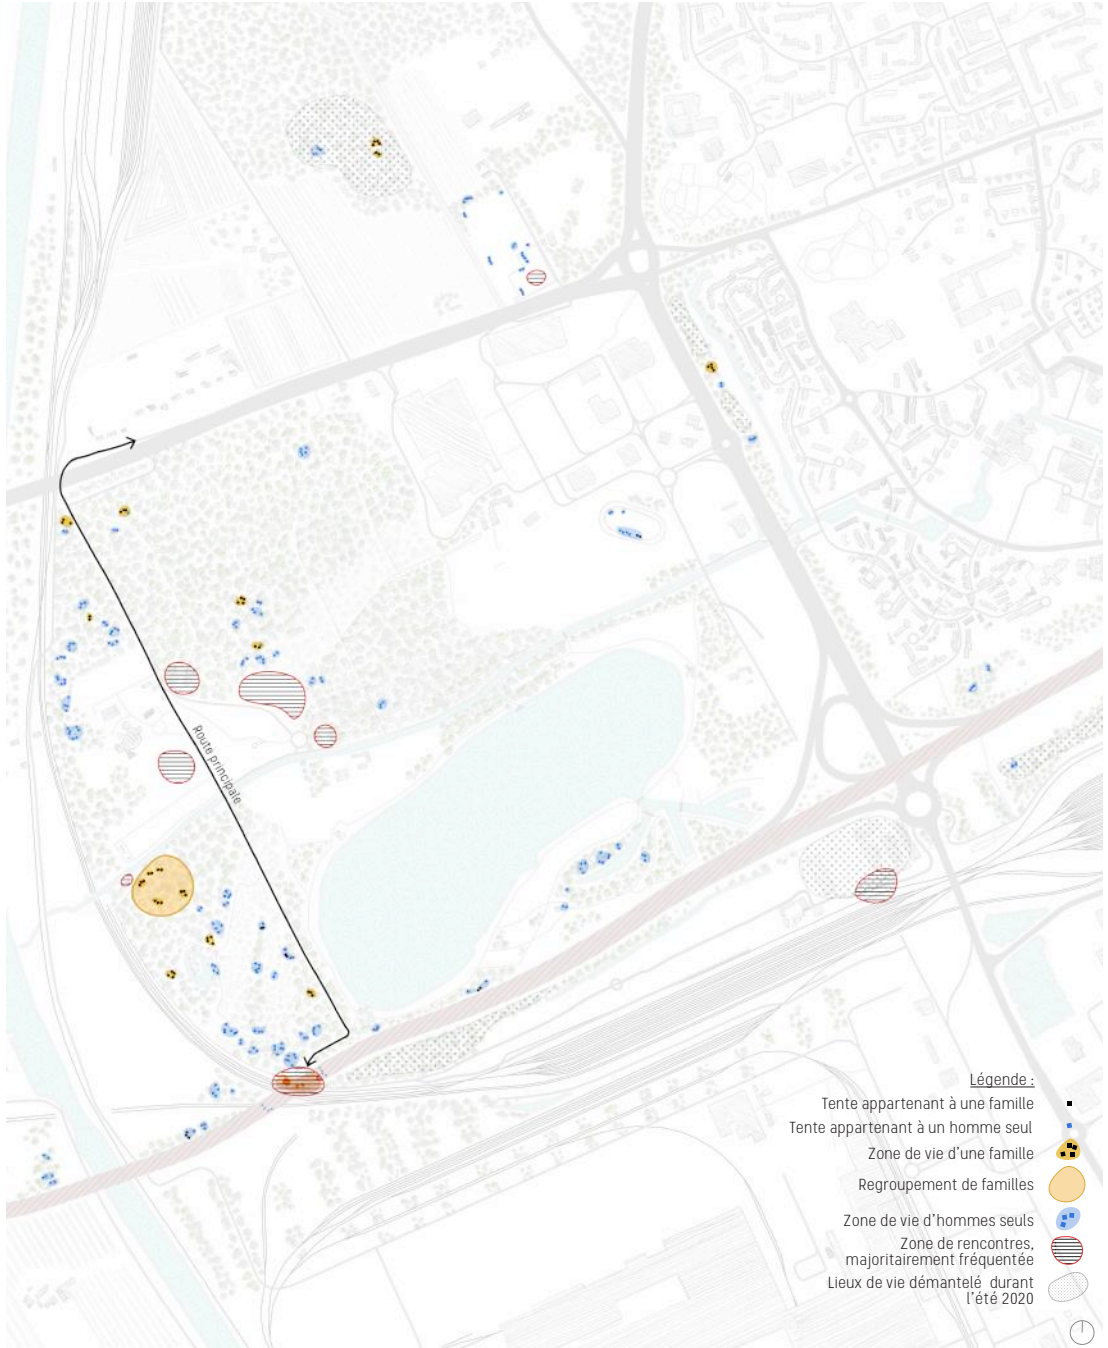 Route principale
Légende :
Tente appartenant à une famille
Tente appartenant à un homme seul
Zone de vie d'une famille
Regroupement de familles
Zone de vie d'hommes seuls
Zone de rencontres,
majoritairement fréquentée
Lieux de vie démantelé durant
l'été 2020